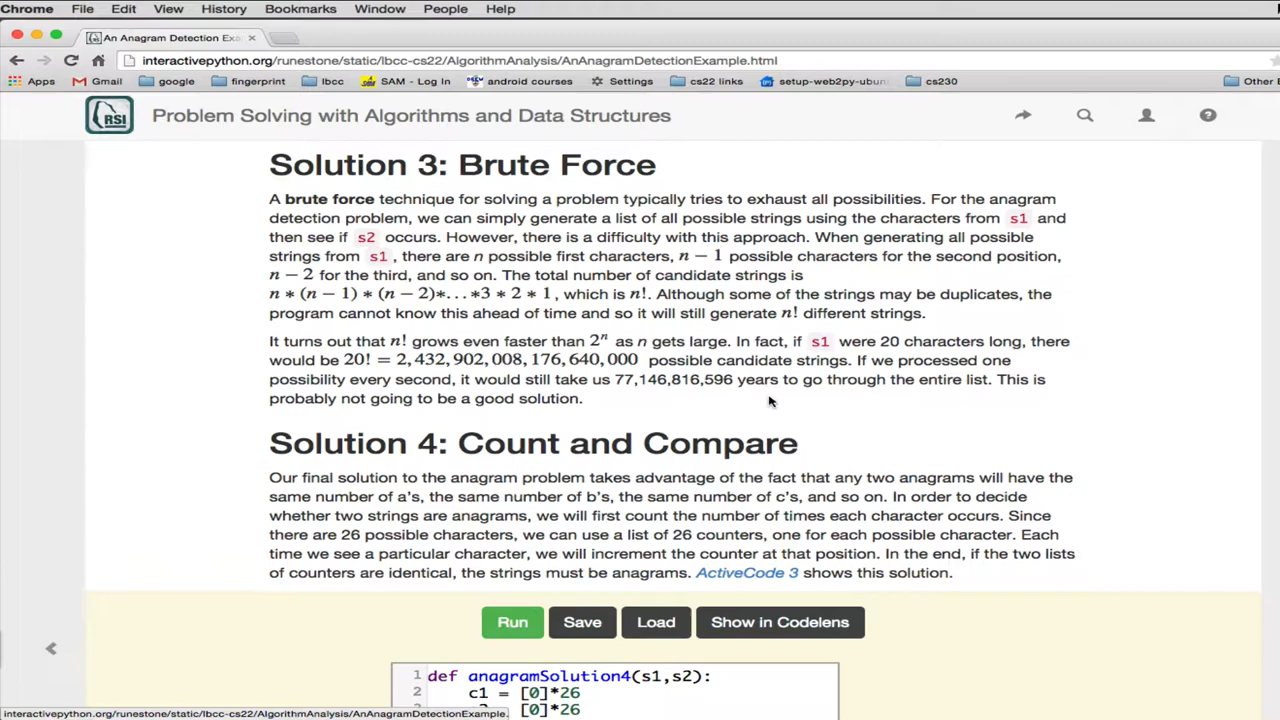 Chrome File Edit View History Bookmarks Window People Help
An Anagram Detection Exa
interactivepython.org/runestone/static/lbcc-cs22/AlgorithmAnalysis/AnAnagramDetectionExample.html
Apps Gmail google fingerprint lbcc SAM - Log In android courses Settings cs22 links setup-web2py-ubun cs230 Other
RSI Problem Solving with Algorithms and Data Structures
Solution 3: Brute Force
A brute force technique for solving a problem typically tries to exhaust all possibilities. For the anagram
detection problem, we can simply generate a list of all possible strings using the characters from s1 and
then see if s2 occurs. However, there is a difficulty with this approach. When generating all possible
strings from s1 , there are n possible first characters, n − 1 possible characters for the second position,
n − 2 for the third, and so on. The total number of candidate strings is
n ∗ (n − 1) ∗ (n − 2)∗. . . ∗3 ∗ 2 ∗ 1, which is n!. Although some of the strings may be duplicates, the
program cannot know this ahead of time and so it will still generate n! different strings.
It turns out that n! grows even faster than 2ⁿ as n gets large. In fact, if s1 were 20 characters long, there
would be 20! = 2,432,902,008,176,640,000 possible candidate strings. If we processed one
possibility every second, it would still take us 77,146,816,596 years to go through the entire list. This is
probably not going to be a good solution.
Solution 4: Count and Compare
Our final solution to the anagram problem takes advantage of the fact that any two anagrams will have the
same number of a's, the same number of b's, the same number of c's, and so on. In order to decide
whether two strings are anagrams, we will first count the number of times each character occurs. Since
there are 26 possible characters, we can use a list of 26 counters, one for each possible character. Each
time we see a particular character, we will increment the counter at that position. In the end, if the two lists
of counters are identical, the strings must be anagrams. ActiveCode 3 shows this solution.
Run Save Load Show in Codelens
1 def anagramSolution4(s1,s2):
2 c1 = [0]*26
[0]*26
interactivepython.org/runestone/static/lbcc-cs22/AlgorithmAnalysis/AnAnagramDetectionExample.